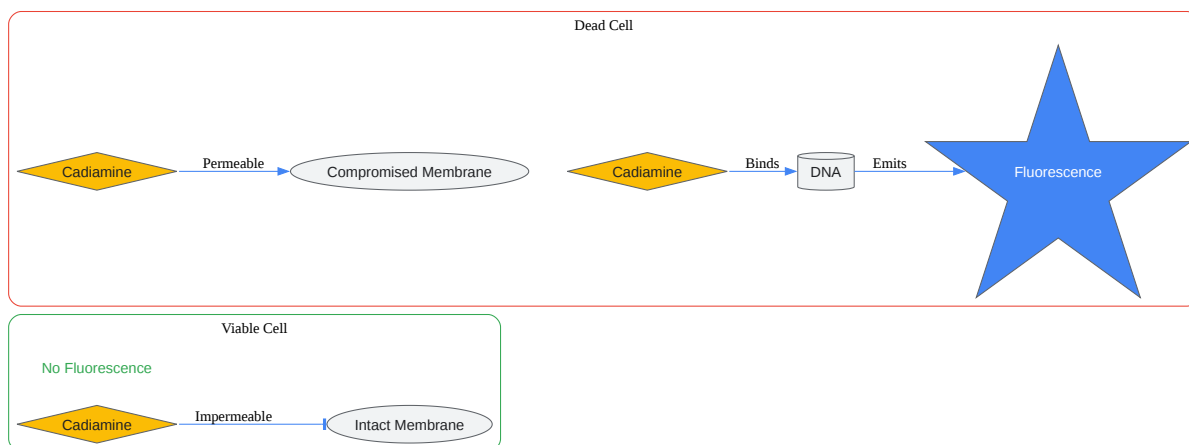 Dead Cell
Cadiamine
Permeable
Compromised Membrane
Cadiamine
Binds
DNA
Emits
Fluorescence
Viable Cell
No Fluorescence
Cadiamine
Impermeable
Intact Membrane